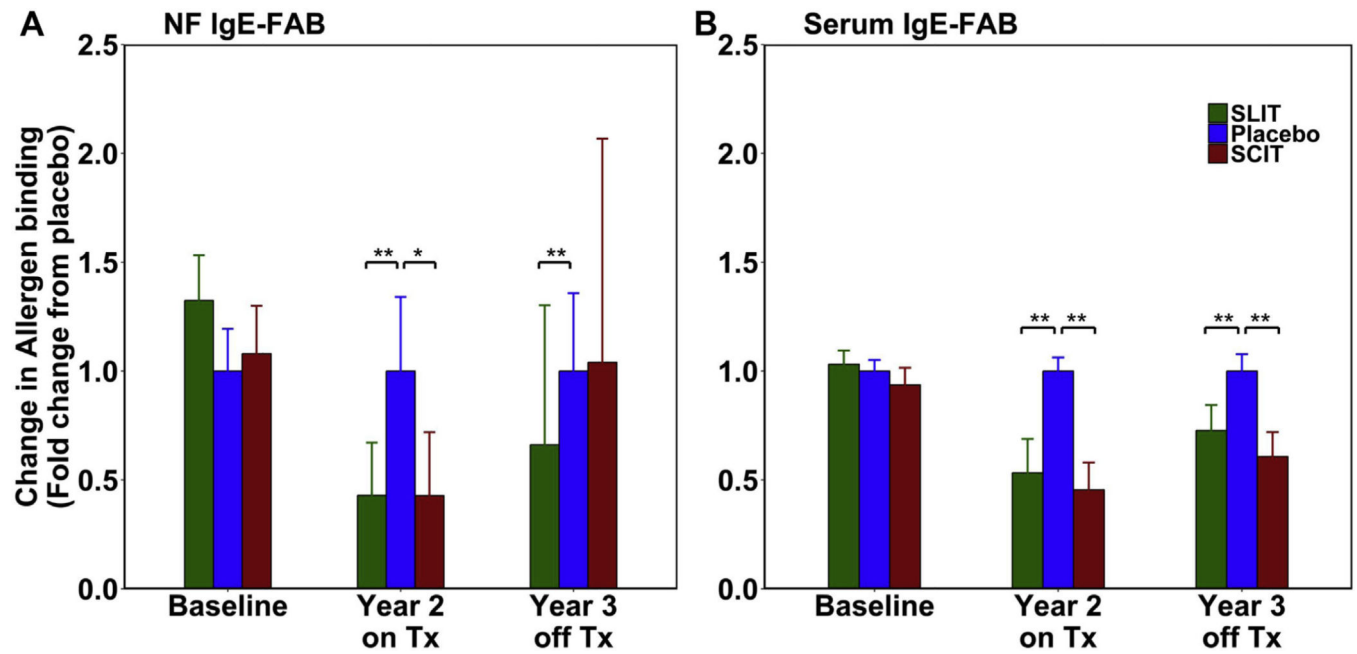 A NF IgE-FAB
Change in Allergen binding
(Fold change from placebo)
2.5
2.0
1.5
1.0
0.5
0.0
** *
**
Baseline
Year 2
on Tx
Year 3
off Tx
B Serum IgE-FAB
2.5
2.0
1.5
1.0
0.5
0.0
SLIT
Placebo
SCIT
** **
** **
Baseline
Year 2
on Tx
Year 3
off Tx